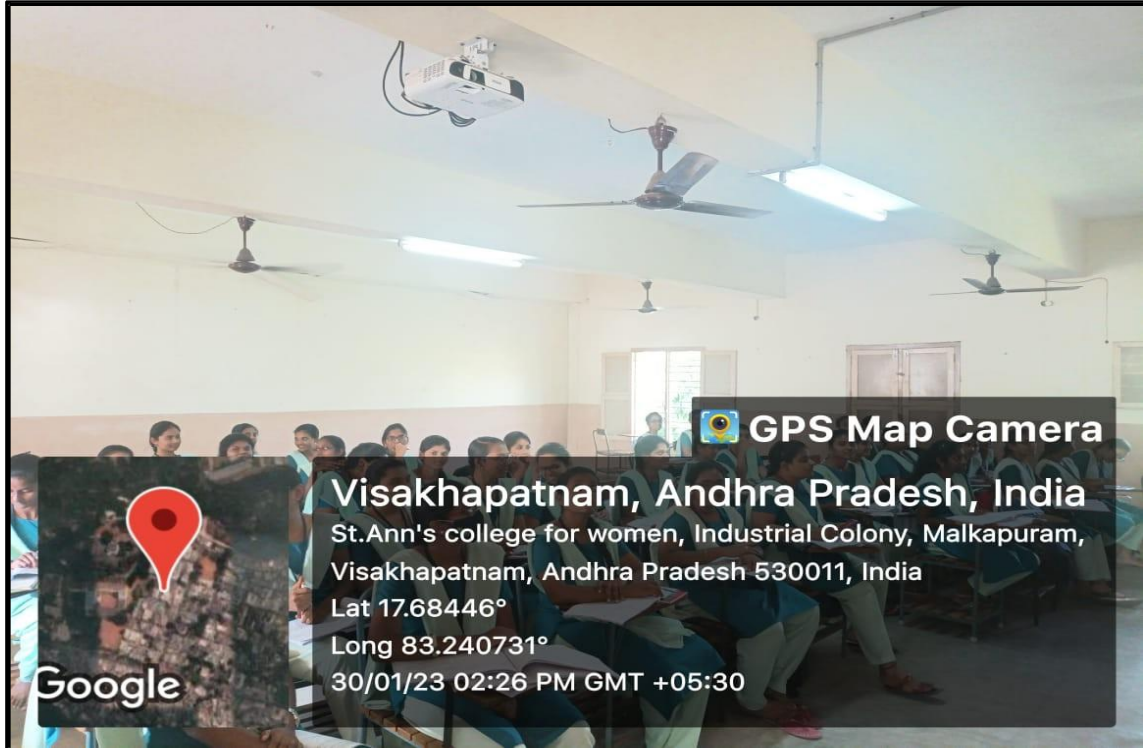 GPS Map Camera
Visakhapatnam, Andhra Pradesh, India
St.Ann's college for women, Industrial Colony, Malkapuram,
Visakhapatnam, Andhra Pradesh 530011, India
Lat 17.68446°
Long 83.240731°
30/01/23 02:26 PM GMT +05:30
Google